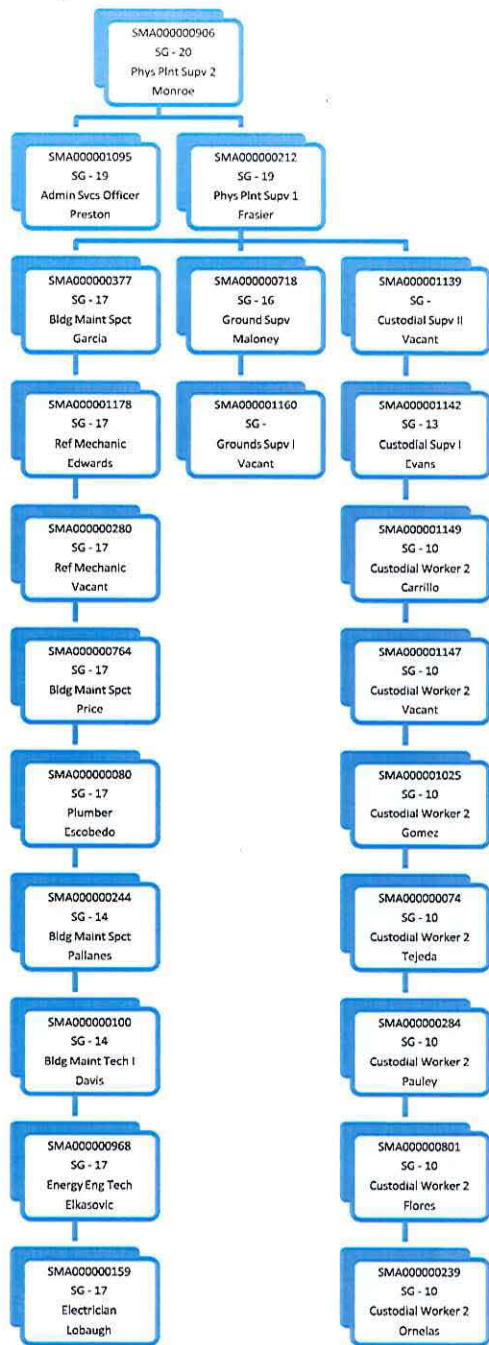 SMA000000906
SG - 20
Phys Plnt Supv 2
Monroe
SMA000001095
SG - 19
Admin Svcs Officer
Preston
SMA000000212
SG - 19
Phys Plnt Supv 1
Frasier
SMA000000377
SG - 17
Bldg Maint Spct
Garcia
SMA000000718
SG - 16
Ground Supv
Maloney
SMA000001139
SG -
Custodial Supv II
Vacant
SMA000001178
SG - 17
Ref Mechanic
Edwards
SMA000001160
SG -
Grounds Supv I
Vacant
SMA000001142
SG - 13
Custodial Supv I
Evans
SMA000000280
SG - 17
Ref Mechanic
Vacant
SMA000001149
SG - 10
Custodial Worker 2
Carrillo
SMA000000764
SG - 17
Bldg Maint Spct
Price
SMA000001147
SG - 10
Custodial Worker 2
Vacant
SMA000000080
SG - 17
Plumber
Escobedo
SMA000001025
SG - 10
Custodial Worker 2
Gomez
SMA000000244
SG - 14
Bldg Maint Spct
Pallanes
SMA000000074
SG - 10
Custodial Worker 2
Tejeda
SMA000000100
SG - 14
Bldg Maint Tech I
Davis
SMA000000284
SG - 10
Custodial Worker 2
Pauley
SMA000000968
SG - 17
Energy Eng Tech
Elkasovic
SMA000000801
SG - 10
Custodial Worker 2
Flores
SMA000000159
SG - 17
Electrician
Lobaugh
SMA000000239
SG - 10
Custodial Worker 2
Ornelas